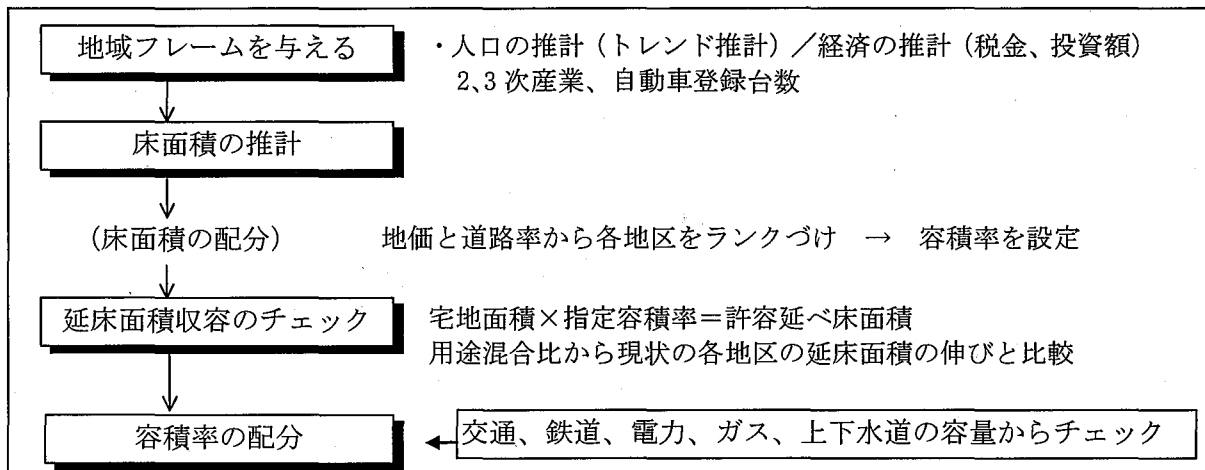 地域フレームを与える
・人口の推計（トレンド推計）／経済の推計（税金、投資額）
2､3次産業、自動車登録台数
床面積の推計
（床面積の配分） 地価と道路率から各地区をランクづけ → 容積率を設定
延床面積収容のチェック
宅地面積×指定容積率＝許容延べ床面積
用途混合比から現状の各地区の延床面積の伸びと比較
容積率の配分
交通、鉄道、電力、ガス、上下水道の容量からチェック